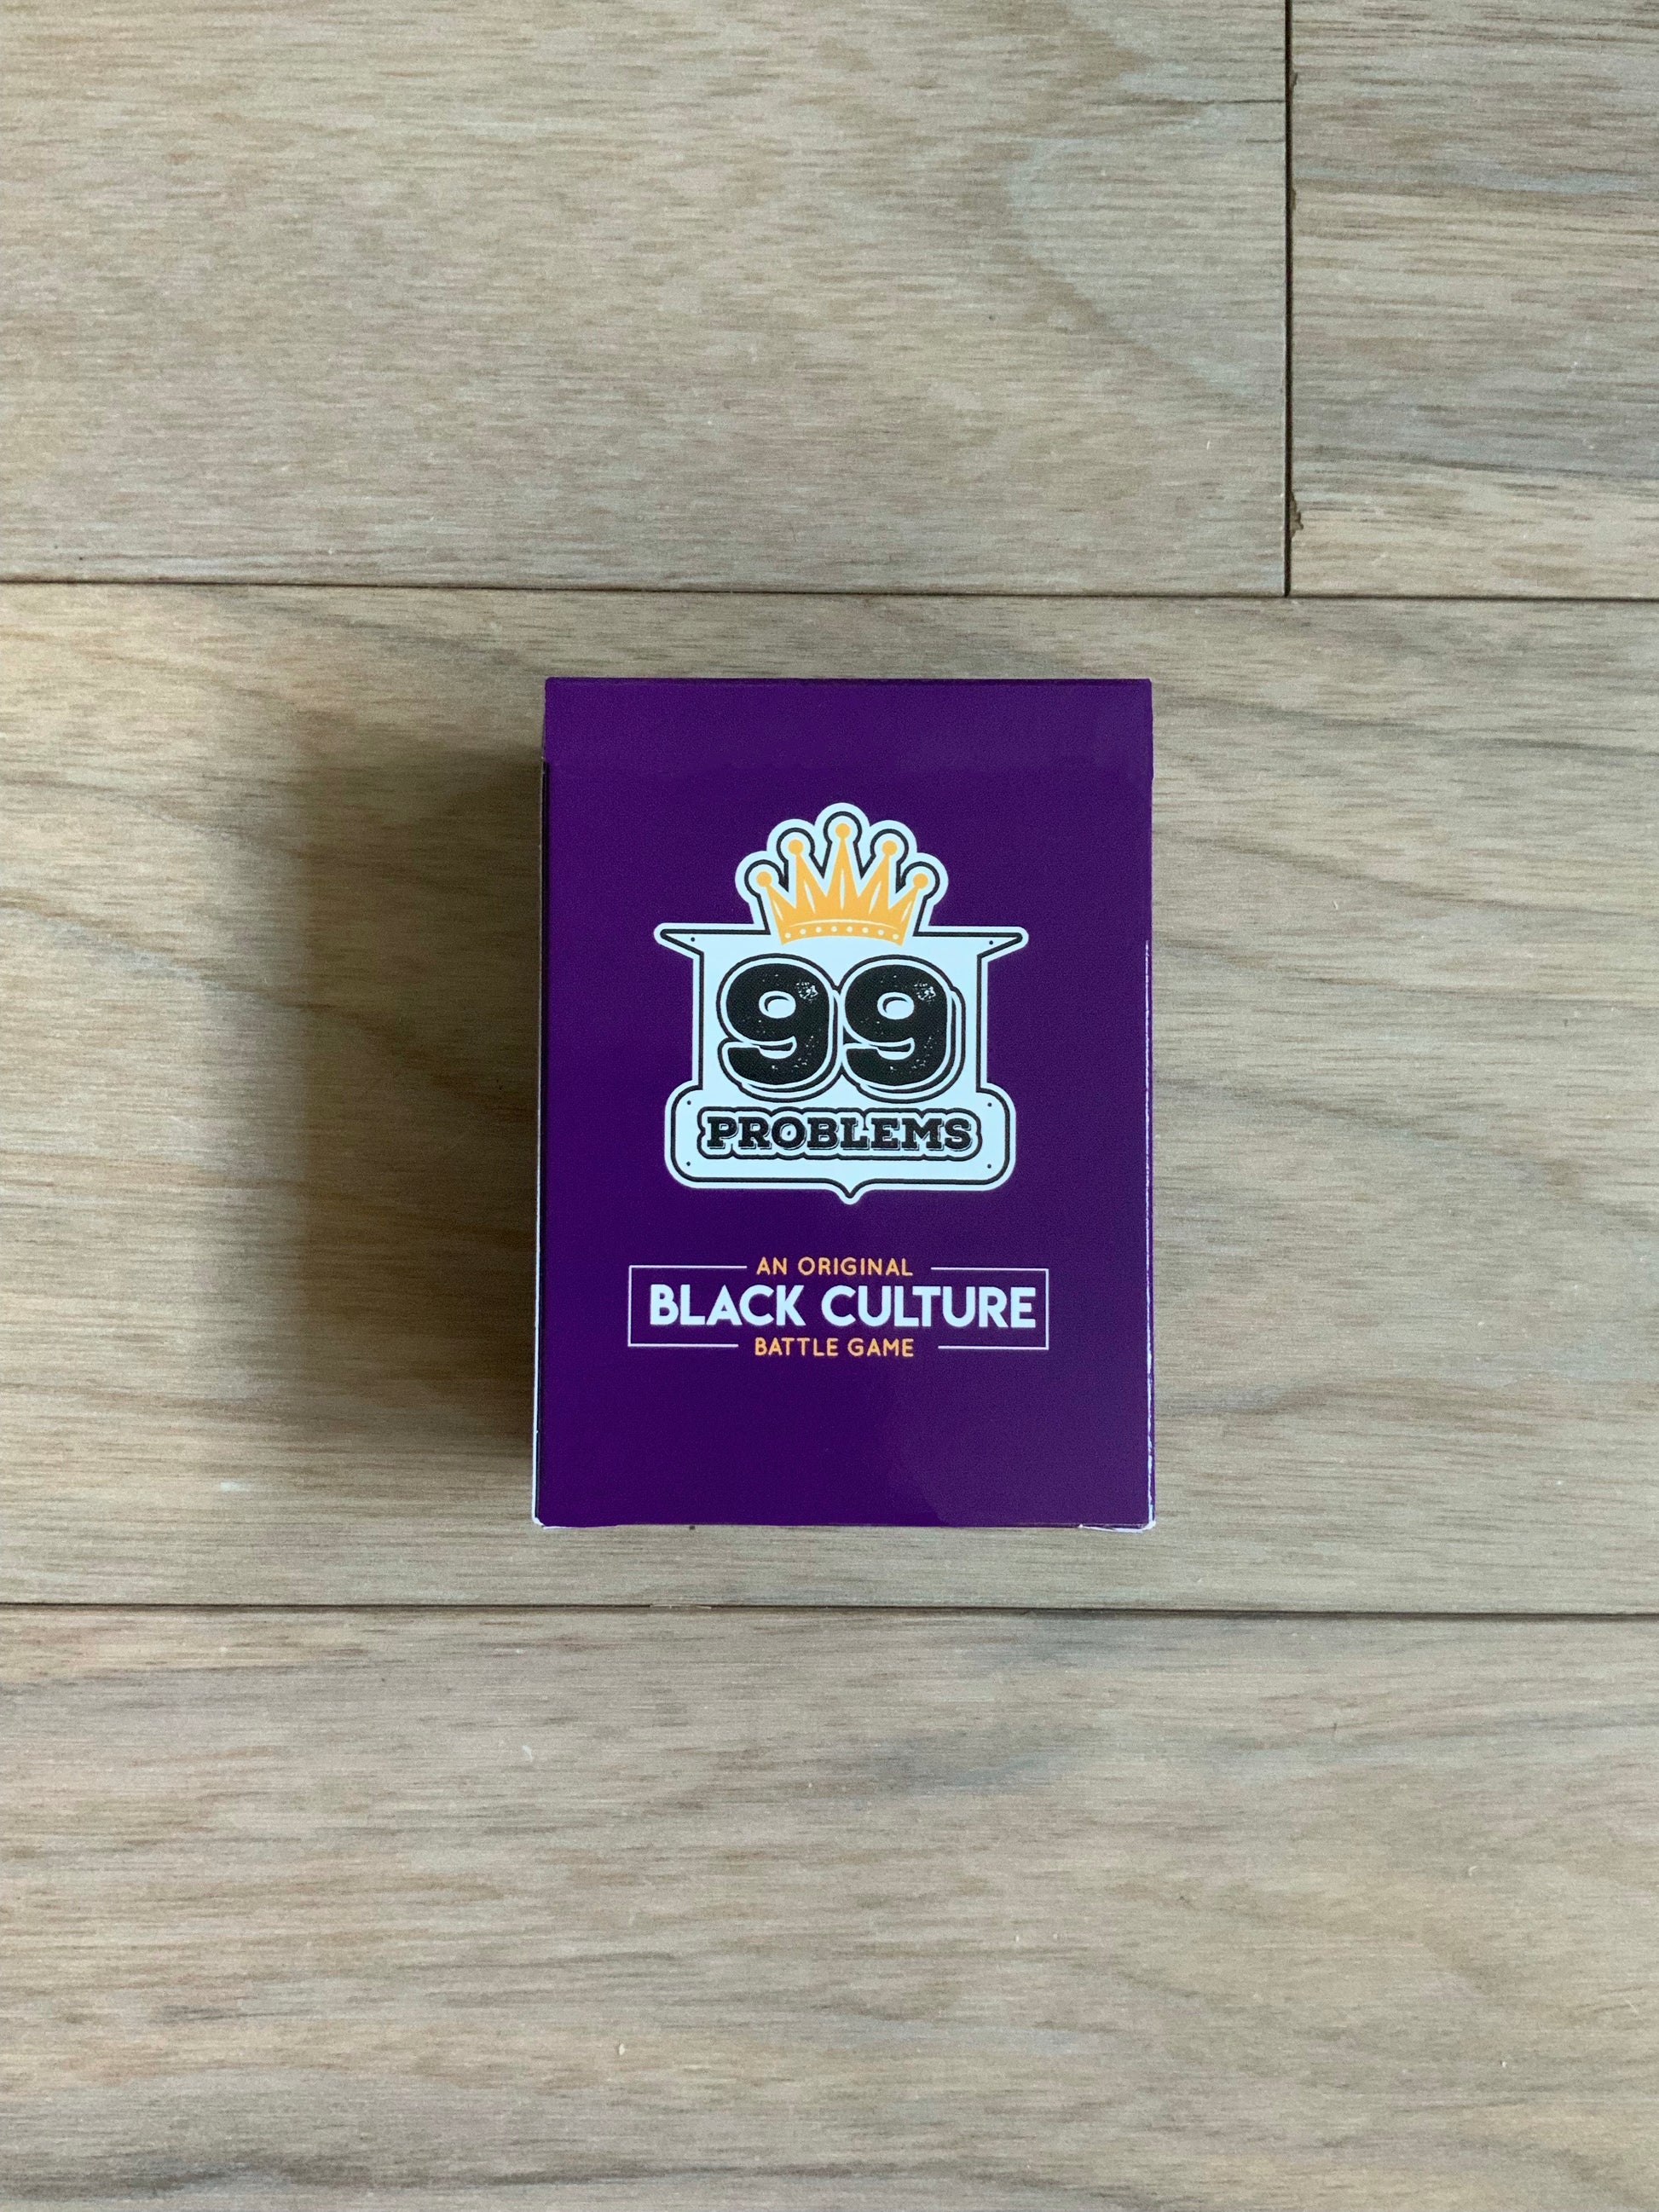 99
PROBLEMS
AN ORIGINAL
BLACK CULTURE
BATTLE GAME